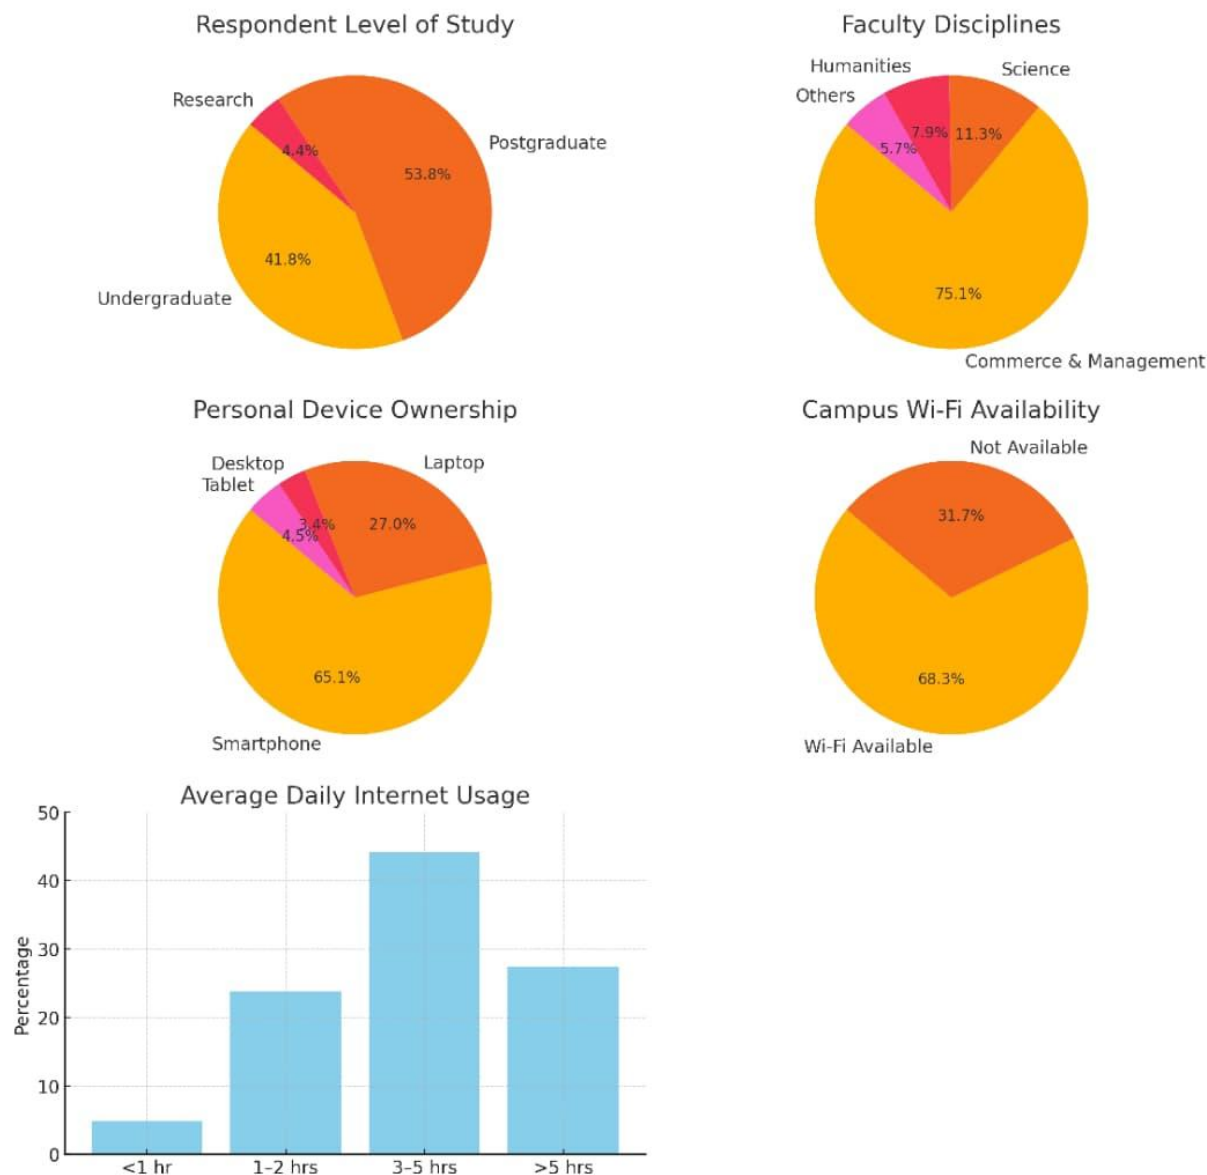 Respondent Level of Study
Research
4.4%
Postgraduate
53.8%
41.8%
Undergraduate
Faculty Disciplines
Humanities
Science
Others
7.9%
11.3%
5.7%
75.1%
Commerce & Management
Personal Device Ownership
Desktop
Laptop
Tablet
3.4%
27.0%
4.5%
65.1%
Smartphone
Campus Wi-Fi Availability
Not Available
31.7%
68.3%
Wi-Fi Available
Average Daily Internet Usage
Percentage
50
40
30
20
10
0
<1 hr
1–2 hrs
3–5 hrs
>5 hrs